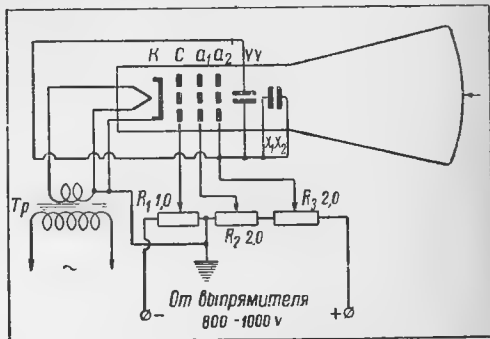 К C a₁ a₂ YY
X₁X₂
Тр
R₁ 1,0
R₂ 2,0
R₃ 2,0
~
От выпрямителя
800 -1000 v
-
+